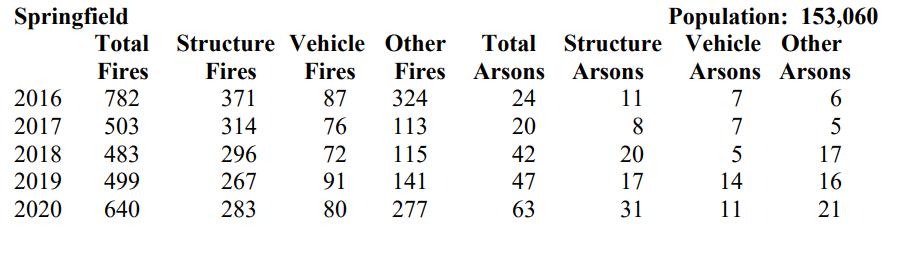 Springfield Population: 153,060
Total Structure Vehicle Other Total Structure Vehicle Other
Fires Fires Fires Fires Arsons Arsons Arsons Arsons
2016 782 371 87 324 24 11 7 6
2017 503 314 76 113 20 8 7 5
2018 483 296 72 115 42 20 5 17
2019 499 267 91 141 47 17 14 16
2020 640 283 80 277 63 31 11 21